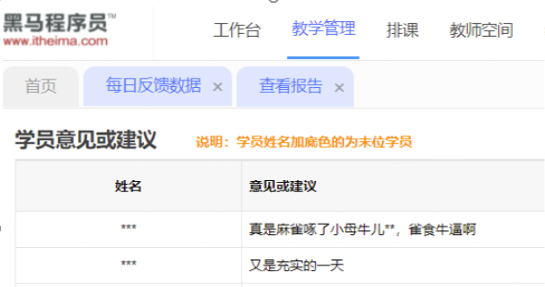 黑马程序员™
www.itheima.com
工作台 教学管理 排课 教师空间
首页 每日反馈数据 × 查看报告 ×
学员意见或建议 说明：学员姓名加底色的为末位学员
姓名 意见或建议
*** 真是麻雀啄了小母牛儿**，雀食牛逼啊
*** 又是充实的一天